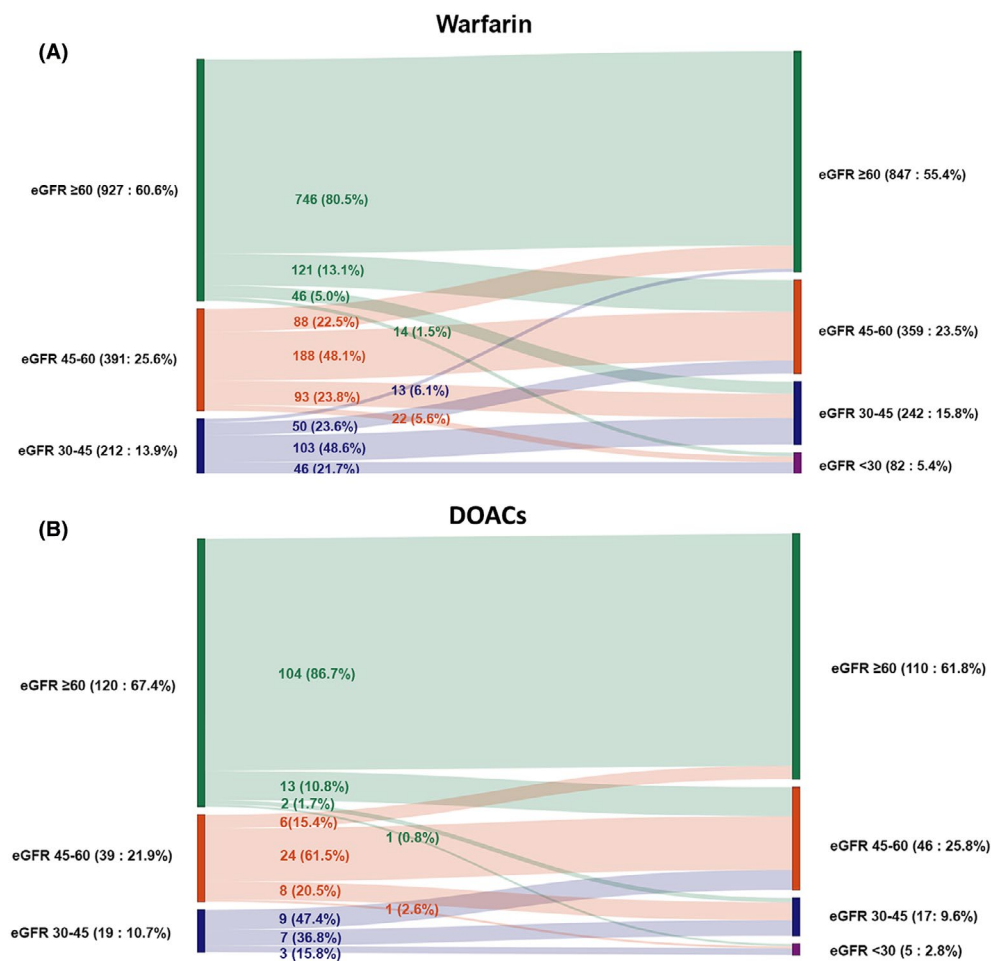 Warfarin
(A)
eGFR ≥60 (927 : 60.6%)
746 (80.5%)
eGFR ≥60 (847 : 55.4%)
121 (13.1%)
46 (5.0%)
88 (22.5%)
14 (1.5%)
eGFR 45-60 (359 : 23.5%)
eGFR 45-60 (391: 25.6%)
188 (48.1%)
93 (23.8%)
13 (6.1%)
22 (5.6%)
eGFR 30-45 (242 : 15.8%)
50 (23.6%)
eGFR 30-45 (212 : 13.9%)
103 (48.6%)
46 (21.7%)
eGFR <30 (82 : 5.4%)
DOACs
(B)
eGFR ≥60 (120 : 67.4%)
104 (86.7%)
eGFR ≥60 (110 : 61.8%)
13 (10.8%)
2 (1.7%)
6(15.4%)
1 (0.8%)
eGFR 45-60 (46 : 25.8%)
eGFR 45-60 (39 : 21.9%)
24 (61.5%)
8 (20.5%)
1 (2.6%)
eGFR 30-45 (17: 9.6%)
9 (47.4%)
eGFR 30-45 (19 : 10.7%)
7 (36.8%)
3 (15.8%)
eGFR <30 (5 : 2.8%)